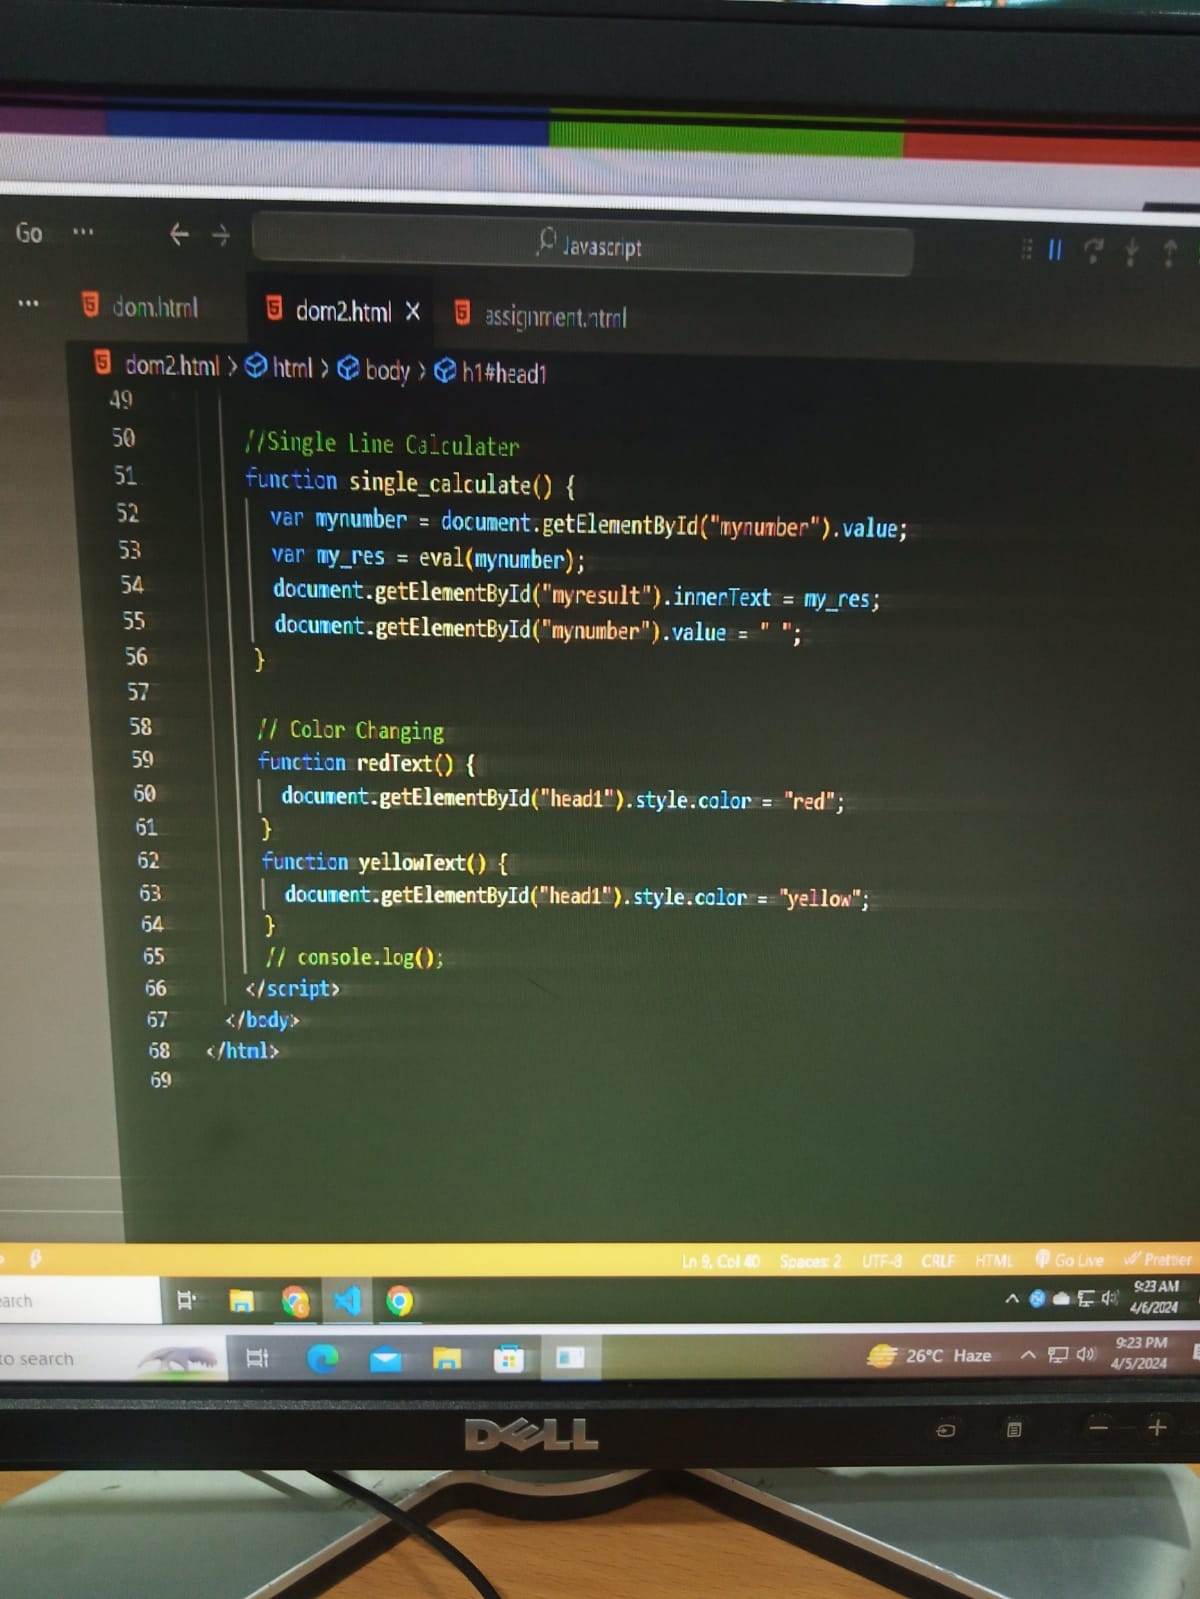 Go ...
Javascript
... dom.html dom2.html X assignment.html
dom2.html > html > body > h1#head1
49
50 //Single Line Calculater
51 function single_calculate() {
52 var mynumber = document.getElementById("mynumber").value;
53 var my_res = eval(mynumber);
54 document.getElementById("myresult").innerText = my_res;
55 document.getElementById("mynumber").value = " ";
56 }
57
58 // Color Changing
59 function redText() {
60 document.getElementById("head1").style.color = "red";
61 }
62 function yellowText() {
63 document.getElementById("head1").style.color = "yellow";
64 }
65 // console.log();
66 </script>
67 </body>
68 </html>
69
Ln 9, Col 40 Spaces: 2 UTF-8 CRLF HTML Go Live Prettier
earch 9:23 AM
4/6/2024
to search 26°C Haze 9:23 PM
4/5/2024
DELL